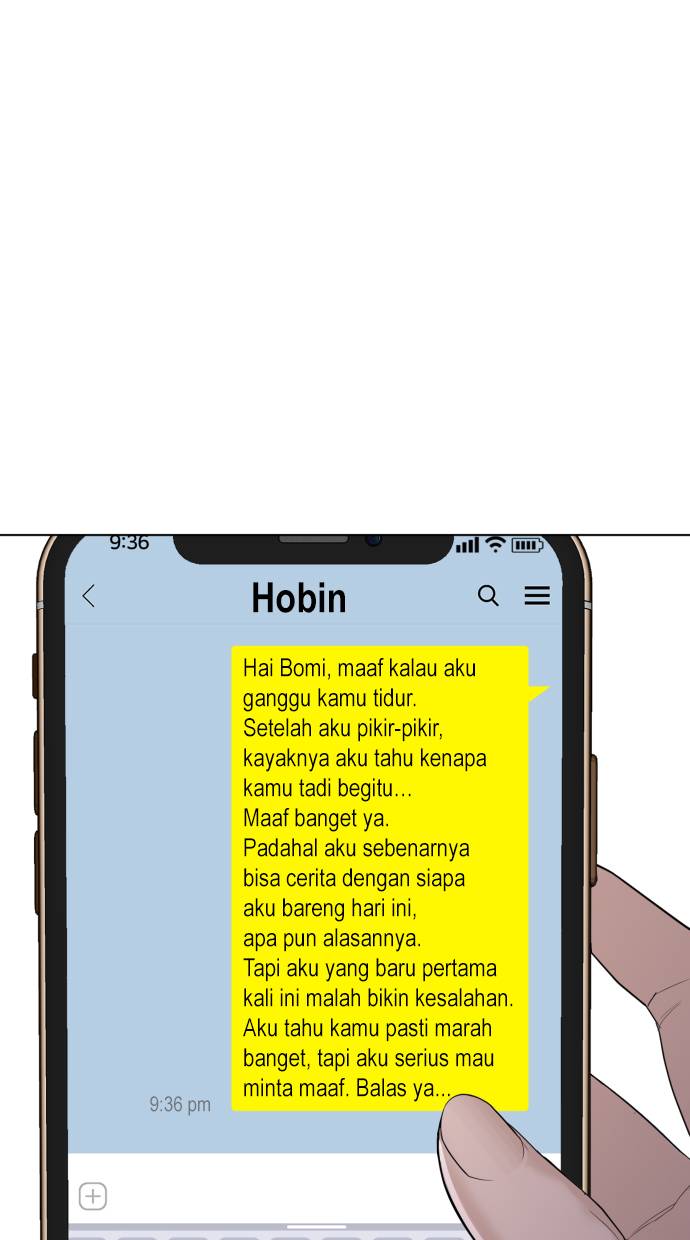 9:36
Hobin
Hai Bomi, maaf kalau aku
ganggu kamu tidur.
Setelah aku pikir-pikir,
kayaknya aku tahu kenapa
kamu tadi begitu...
Maaf banget ya.
Padahal aku sebenarnya
bisa cerita dengan siapa
aku bareng hari ini,
apa pun alasannya.
Tapi aku yang baru pertama
kali ini malah bikin kesalahan.
Aku tahu kamu pasti marah
banget, tapi aku serius mau
minta maaf. Balas ya...
9:36 pm